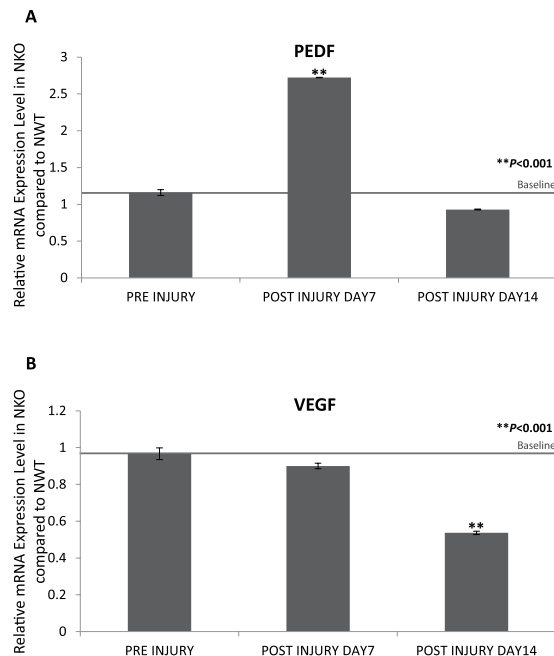 A
PEDF
Relative mRNA Expression Level in NKO
compared to NWT
3
2.5
2
1.5
1
0.5
0
**
**P<0.001
Baseline
PRE INJURY
POST INJURY DAY7
POST INJURY DAY14
B
VEGF
Relative mRNA Expression Level in NKO
compared to NWT
1.2
1
0.8
0.6
0.4
0.2
0
**P<0.001
Baseline
**
PRE INJURY
POST INJURY DAY7
POST INJURY DAY14